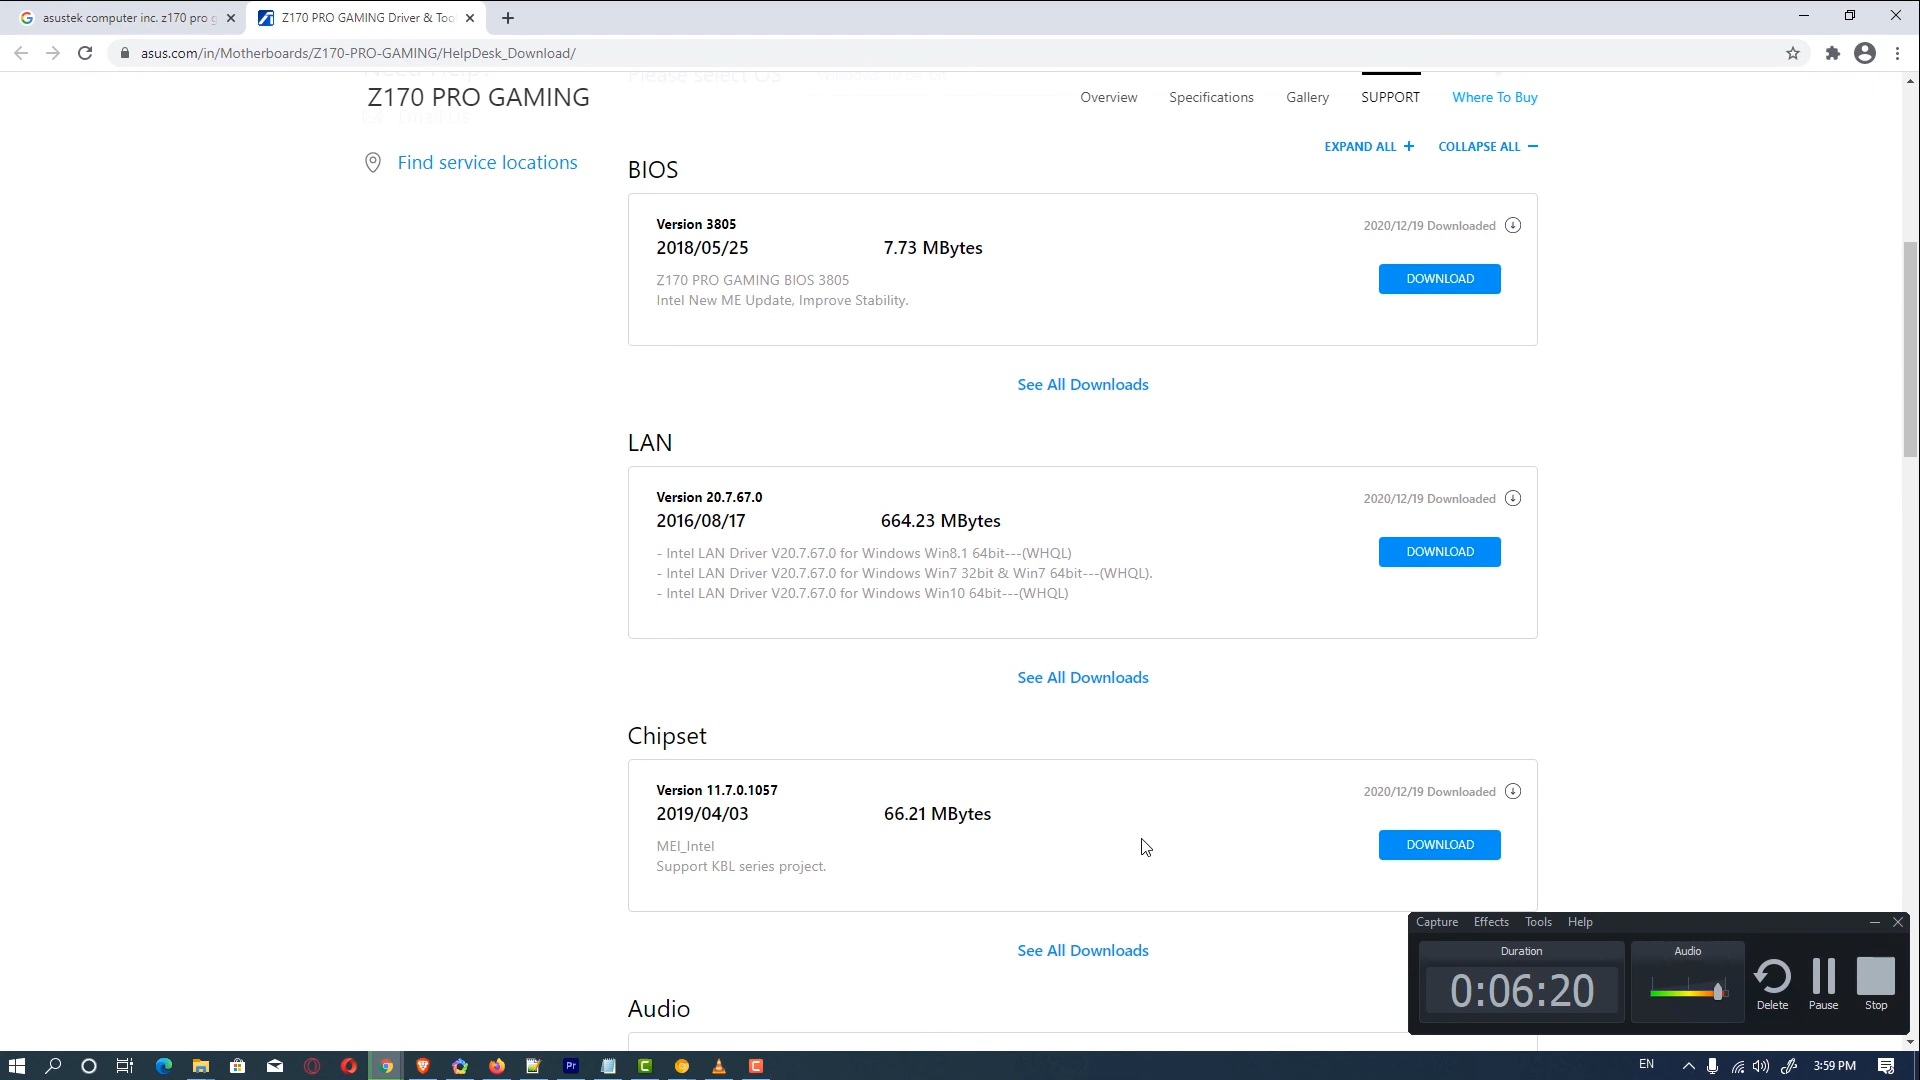 asustek computer inc. z170 pro g
Z170 PRO GAMING Driver & Too
asus.com/in/Motherboards/Z170-PRO-GAMING/HelpDesk_Download/
Z170 PRO GAMING
Please select OS
Overview
Specifications
Gallery
SUPPORT
Where To Buy
Email Us
Find service locations
EXPAND ALL +
COLLAPSE ALL −
BIOS
Version 3805
2020/12/19 Downloaded
2018/05/25
7.73 MBytes
DOWNLOAD
Z170 PRO GAMING BIOS 3805
Intel New ME Update, Improve Stability.
See All Downloads
LAN
Version 20.7.67.0
2020/12/19 Downloaded
2016/08/17
664.23 MBytes
DOWNLOAD
- Intel LAN Driver V20.7.67.0 for Windows Win8.1 64bit---(WHQL)
- Intel LAN Driver V20.7.67.0 for Windows Win7 32bit & Win7 64bit---(WHQL).
- Intel LAN Driver V20.7.67.0 for Windows Win10 64bit---(WHQL)
See All Downloads
Chipset
Version 11.7.0.1057
2020/12/19 Downloaded
2019/04/03
66.21 MBytes
DOWNLOAD
MEI_Intel
Support KBL series project.
See All Downloads
Audio
Capture
Effects
Tools
Help
Duration
Audio
0:06:20
Delete
Pause
Stop
Pr
EN
3:59 PM